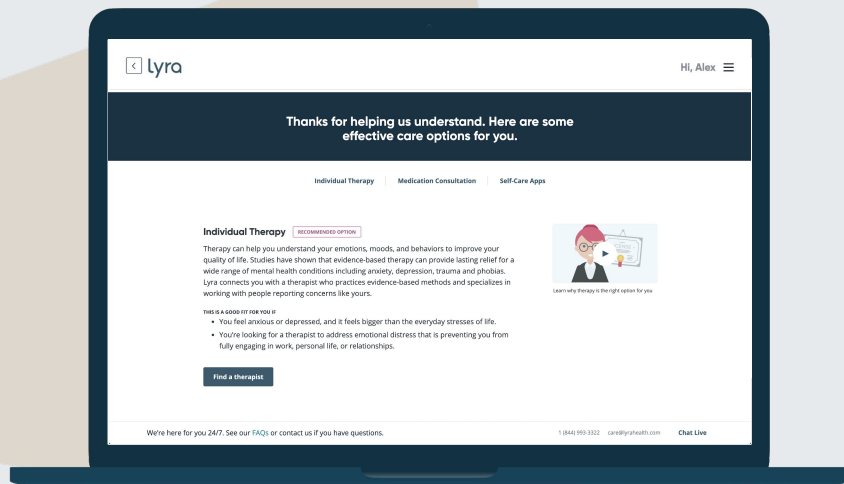 lyra
Hi, Alex
Thanks for helping us understand. Here are some
effective care options for you.
Individual Therapy
Medication Consultation
Self-Care Apps
Individual Therapy RECOMMENDED OPTION
Therapy can help you understand your emotions, moods, and behaviors to improve your
quality of life. Studies have shown that evidence-based therapy can provide lasting relief for a
wide range of mental health conditions including anxiety, depression, trauma and phobias.
Lyra connects you with a therapist who practices evidence-based methods and specializes in
working with people reporting concerns like yours.
Learn why therapy is the right option for you
THIS IS A GOOD FIT FOR YOU IF
• You feel anxious or depressed, and it feels bigger than the everyday stresses of life.
• You're looking for a therapist to address emotional distress that is preventing you from
fully engaging in work, personal life, or relationships.
Find a therapist
We're here for you 24/7. See our FAQs or contact us if you have questions.
1 (844) 993-3322 care@lyrahealth.com Chat Live